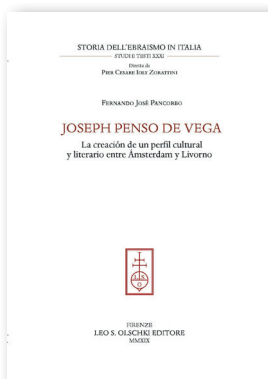 STORIA DELL'EBRAISMO IN ITALIA
STUDI E TESTI XXXI
Diretta da
PIER CESARE IOLY ZORATTINI
FERNANDO JOSÉ PANCORBO
JOSEPH PENSO DE VEGA
La creación de un perfil cultural
y literario entre Ámsterdam y Livorno
FIRENZE
LEO S. OLSCHKI EDITORE
MMXIX